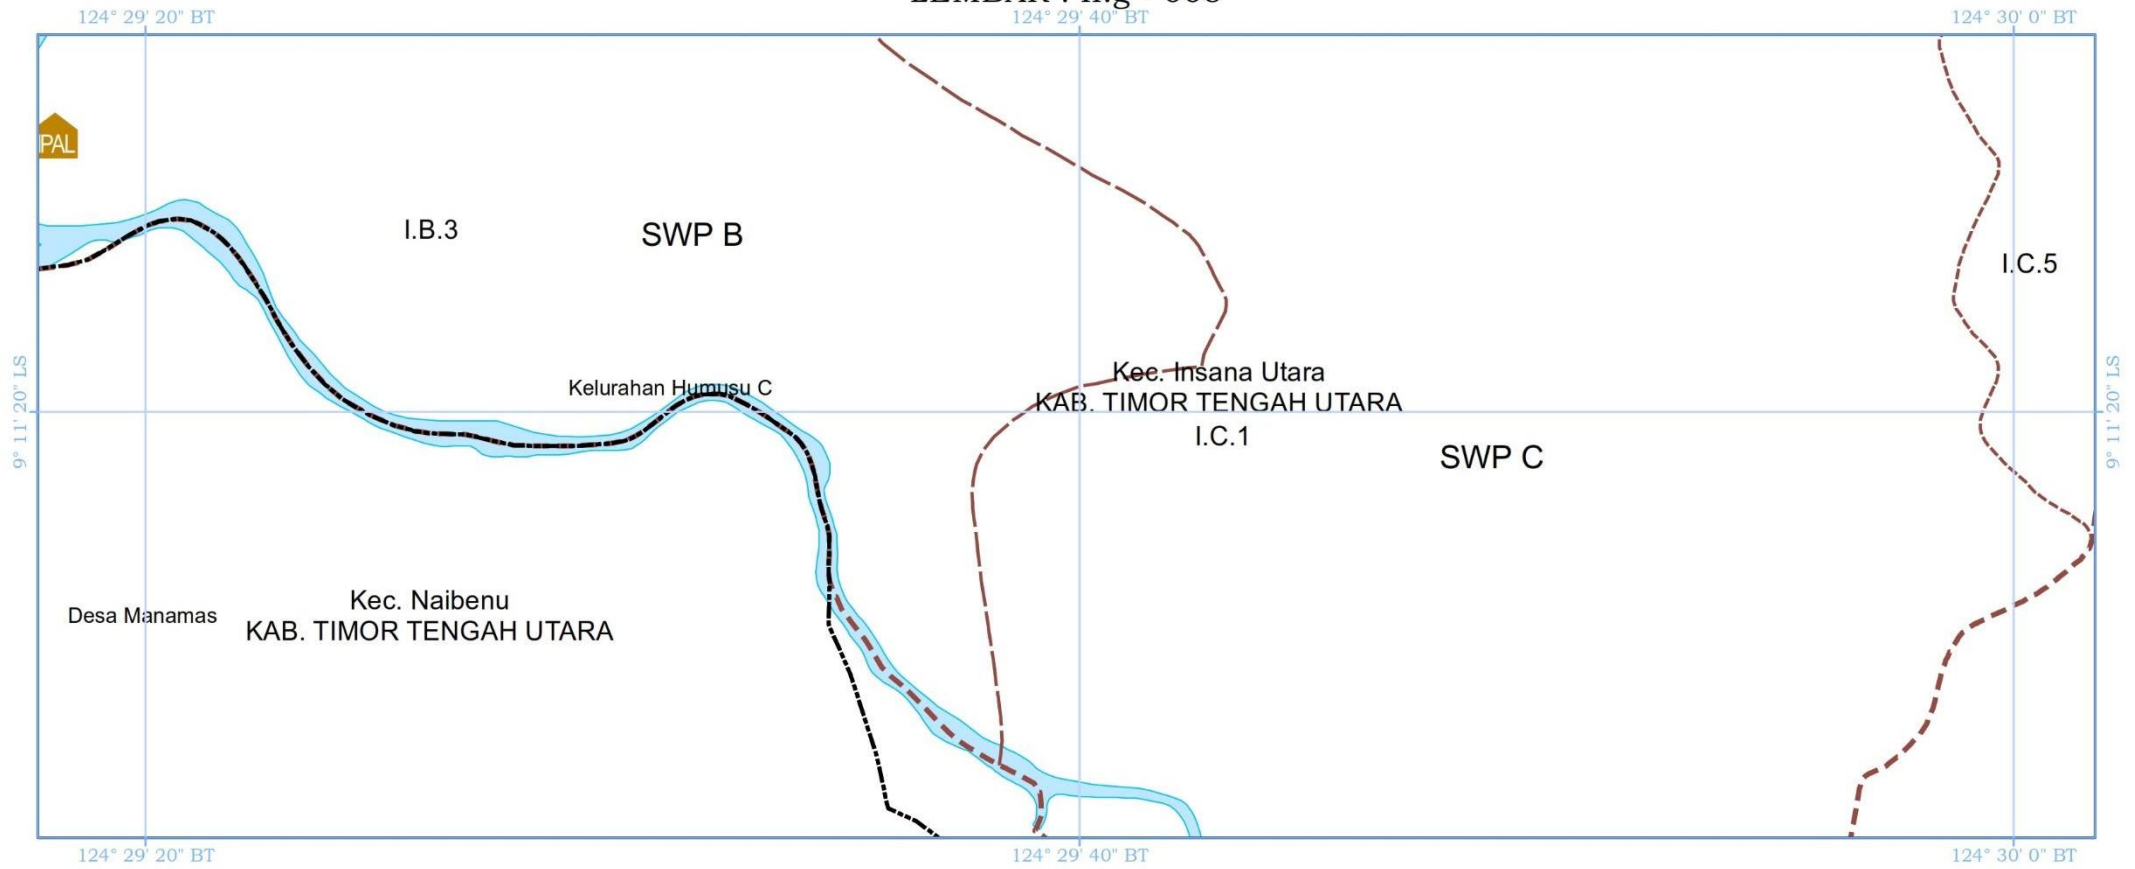 124° 29' 20" BT
124° 29' 40" BT
124° 30' 0" BT
PAL
I.B.3
SWP B
I.C.5
9° 11' 20" LS
Kelurahan Humusu C
Kec. Insana Utara
KAB. TIMOR TENGAH UTARA
I.C.1
SWP C
9° 11' 20" LS
Desa Manamas
Kec. Naibenu
KAB. TIMOR TENGAH UTARA
124° 29' 20" BT
124° 29' 40" BT
124° 30' 0" BT